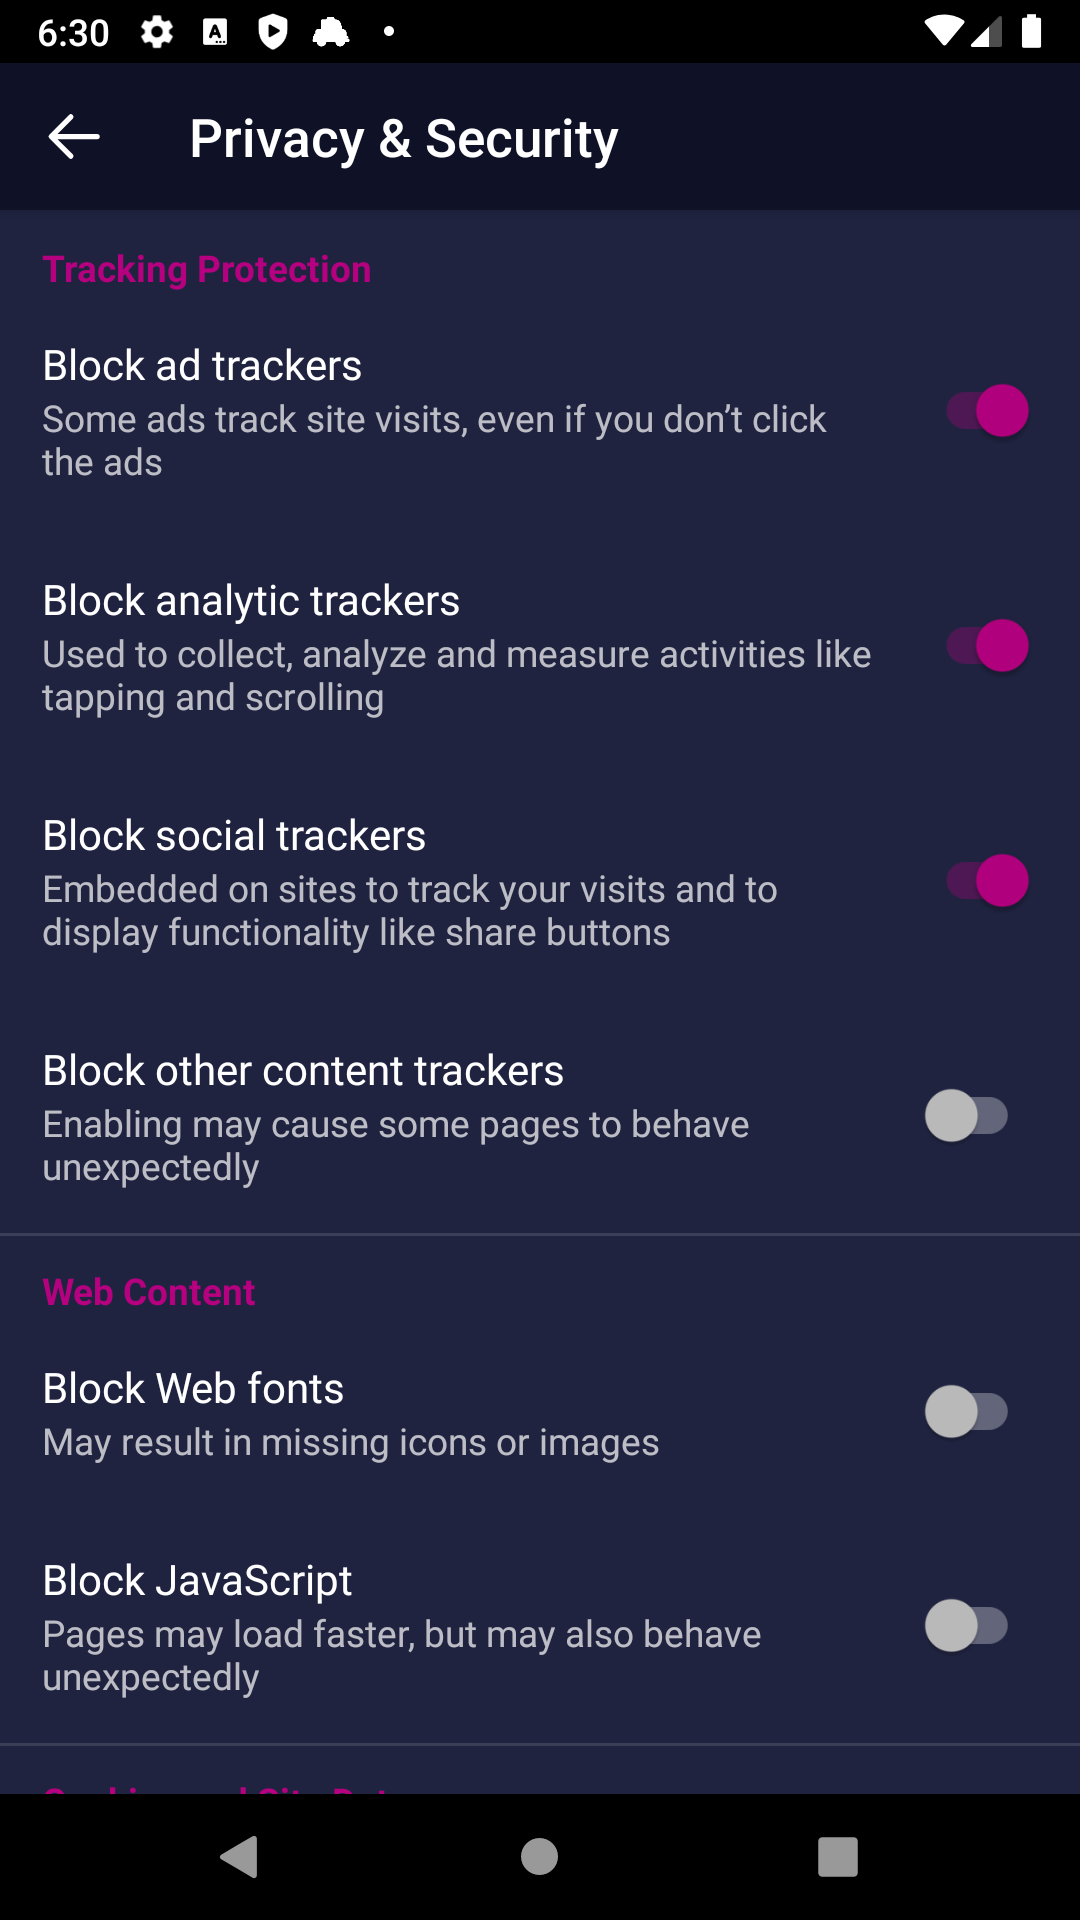 6:30
Privacy & Security
Tracking Protection
Block ad trackers
Some ads track site visits, even if you don’t click
the ads
Block analytic trackers
Used to collect, analyze and measure activities like
tapping and scrolling
Block social trackers
Embedded on sites to track your visits and to
display functionality like share buttons
Block other content trackers
Enabling may cause some pages to behave
unexpectedly
Web Content
Block Web fonts
May result in missing icons or images
Block JavaScript
Pages may load faster, but may also behave
unexpectedly